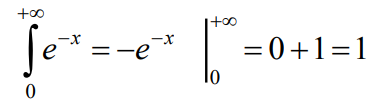 ∫₀^{+∞} e^{-x} = -e^{-x} |₀^{+∞} = 0+1=1